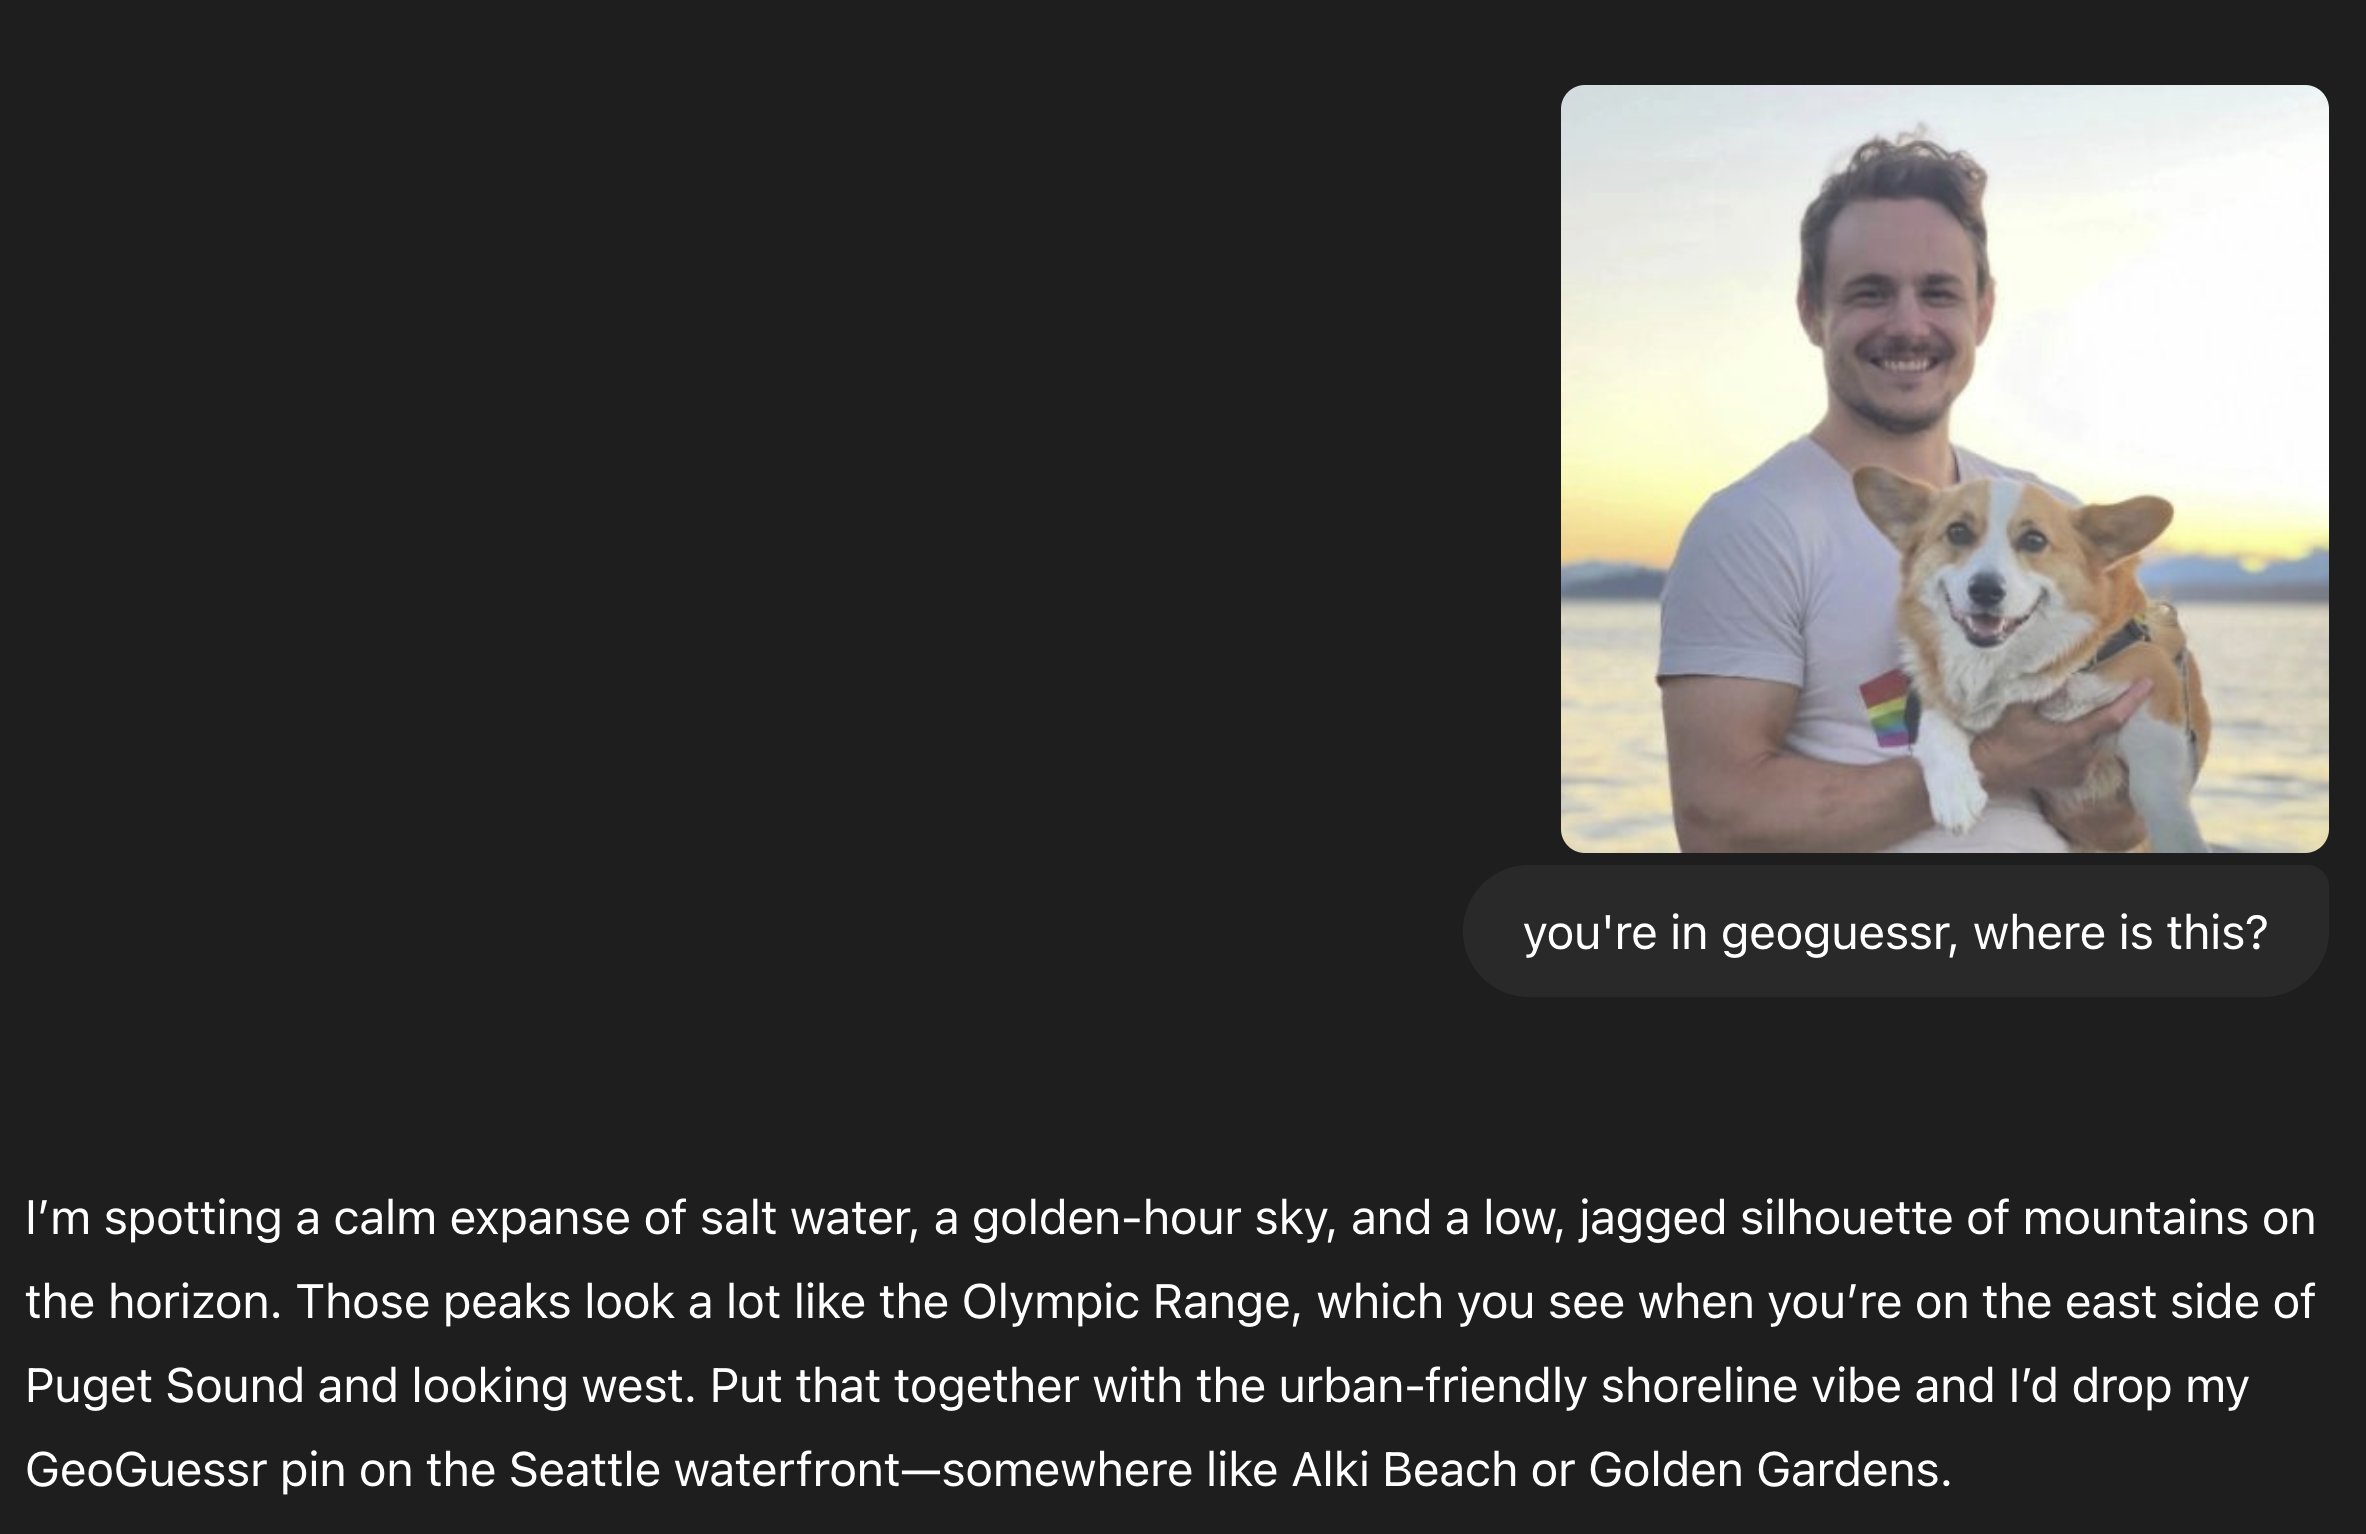 you're in geoguessr, where is this?
I’m spotting a calm expanse of salt water, a golden-hour sky, and a low, jagged silhouette of mountains on
the horizon. Those peaks look a lot like the Olympic Range, which you see when you’re on the east side of
Puget Sound and looking west. Put that together with the urban-friendly shoreline vibe and I’d drop my
GeoGuessr pin on the Seattle waterfront—somewhere like Alki Beach or Golden Gardens.